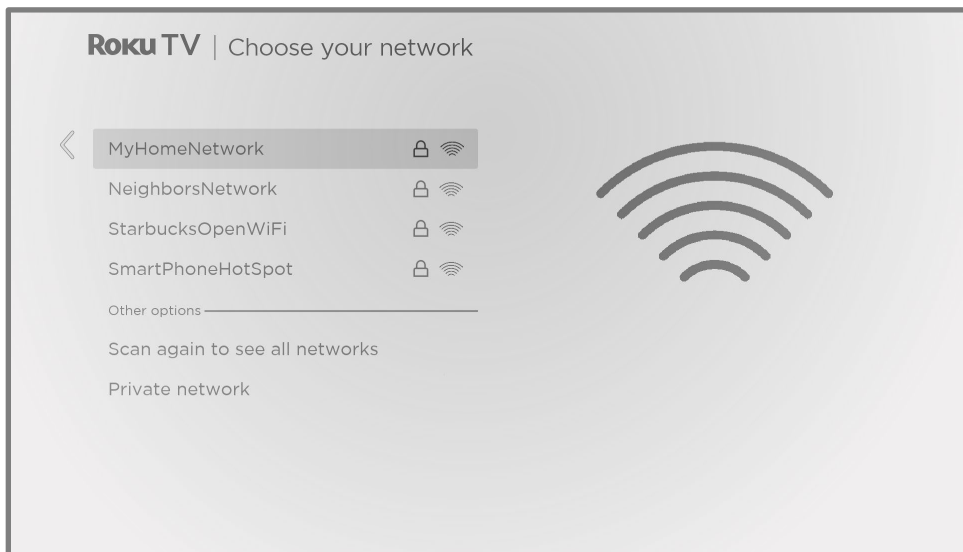 Roku TV | Choose your network
MyHomeNetwork
NeighborsNetwork
StarbucksOpenWiFi
SmartPhoneHotSpot
Other options
Scan again to see all networks
Private network